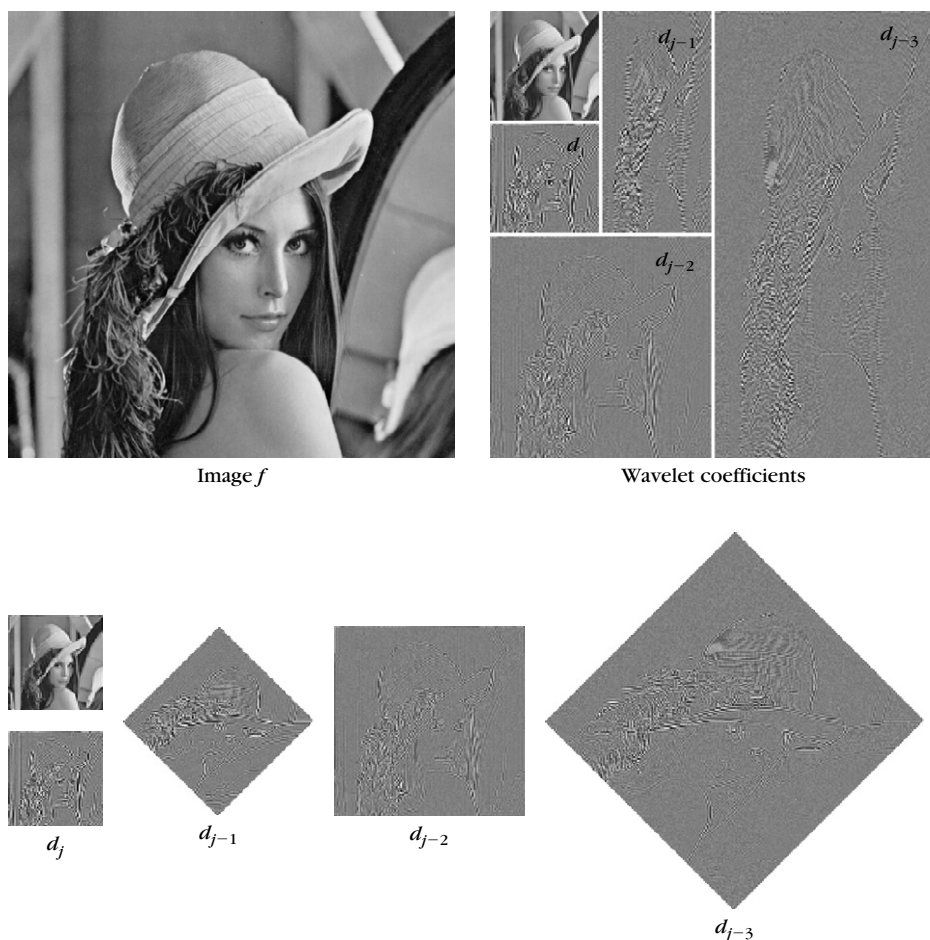 d_{j−1}
d_{j−3}
d_j
d_{j−2}
Image f
Wavelet coefficients
d_j
d_{j−1}
d_{j−2}
d_{j−3}